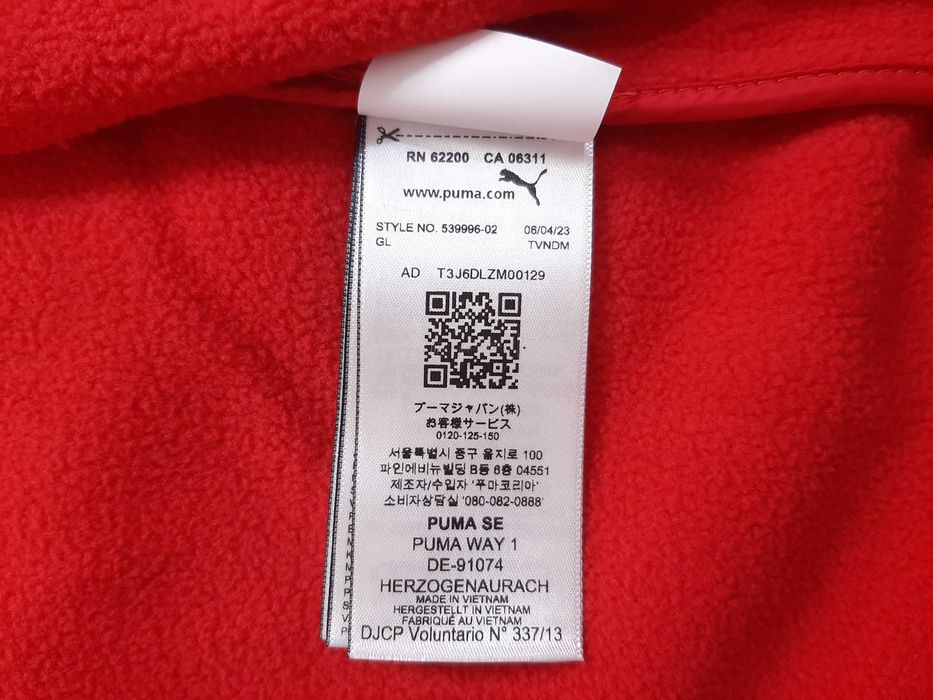 RN 62200 CA 06311
www.puma.com
STYLE NO. 539996-02 06/04/23
GL TVNDM
AD T3J6DLZM00129
プーマジャパン(株)
お客様サービス
0120-125-150
서울특별시 중구 을지로 100
파인에비뉴빌딩 B동 6층 04551
제조자/수입자 '푸마코리아'
소비자상담실 '080-082-0888'
PUMA SE
PUMA WAY 1
DE-91074
HERZOGENAURACH
MADE IN VIETNAM
HERGESTELLT IN VIETNAM
FABRIQUÉ AU VIETNAM
DJCP Voluntario N° 337/13